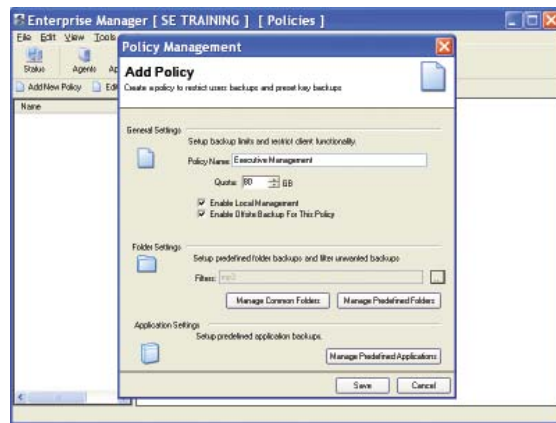 Enterprise Manager [ SE TRAINING ] [ Policies ]
File Edit View Tools
Policy Management
Status Agents Ap
Add Policy
Create a policy to restrict users backups and preset key backups
Add New Policy Edit
Name
General Settings
Setup backup limits and restrict client functionality.
Policy Name: Executive Management
Quota: 80 GB
Enable Local Management
Enable Offsite Backup For This Policy
Folder Settings
Setup predefined folder backups and filter unwanted backups
Filters: mp3
...
Manage Common Folders Manage Predefined Folders
Application Settings
Setup predefined application backups.
Manage Predefined Applications
Save Cancel